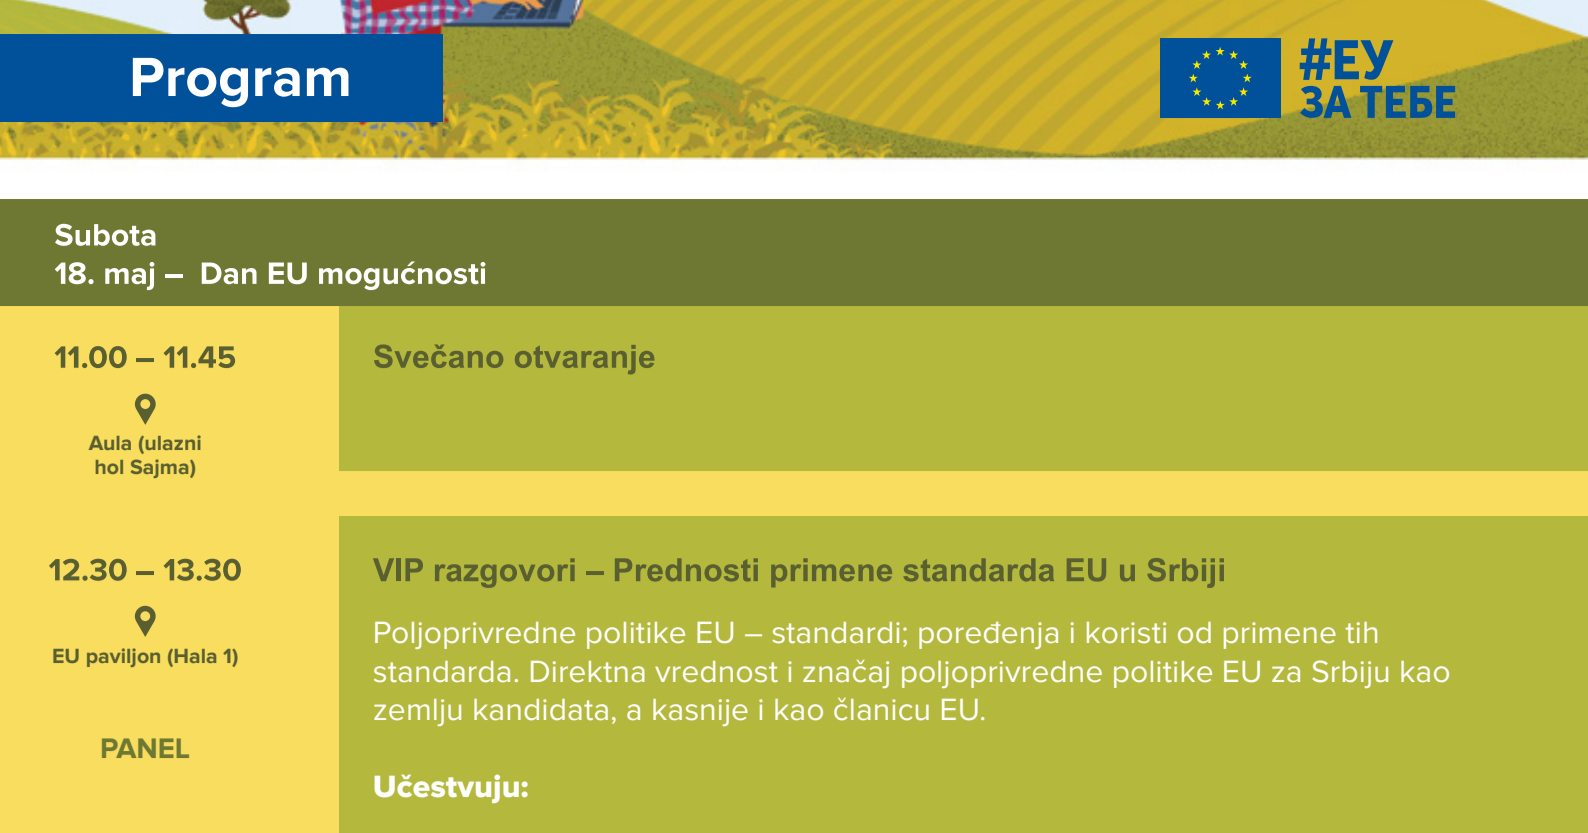 Program
#ЕУ
ЗА ТЕБЕ
Subota
18. maj – Dan EU mogućnosti
11.00 – 11.45
Aula (ulazni
hol Sajma)
Svečano otvaranje
12.30 – 13.30
EU paviljon (Hala 1)
PANEL
VIP razgovori – Prednosti primene standarda EU u Srbiji
Poljoprivredne politike EU – standardi; poređenja i koristi od primene tih
standarda. Direktna vrednost i značaj poljoprivredne politike EU za Srbiju kao
zemlju kandidata, a kasnije i kao članicu EU.
Učestvuju: